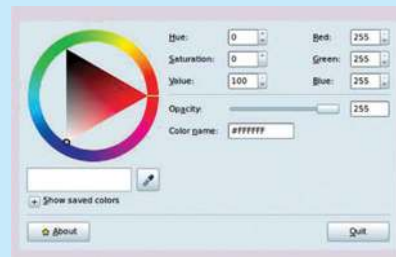 Hue: 0 Red: 255
Saturation: 0 Green: 255
Value: 100 Blue: 255
Opacity: 255
Color name: #FFFFFF
Show saved colors
About Quit